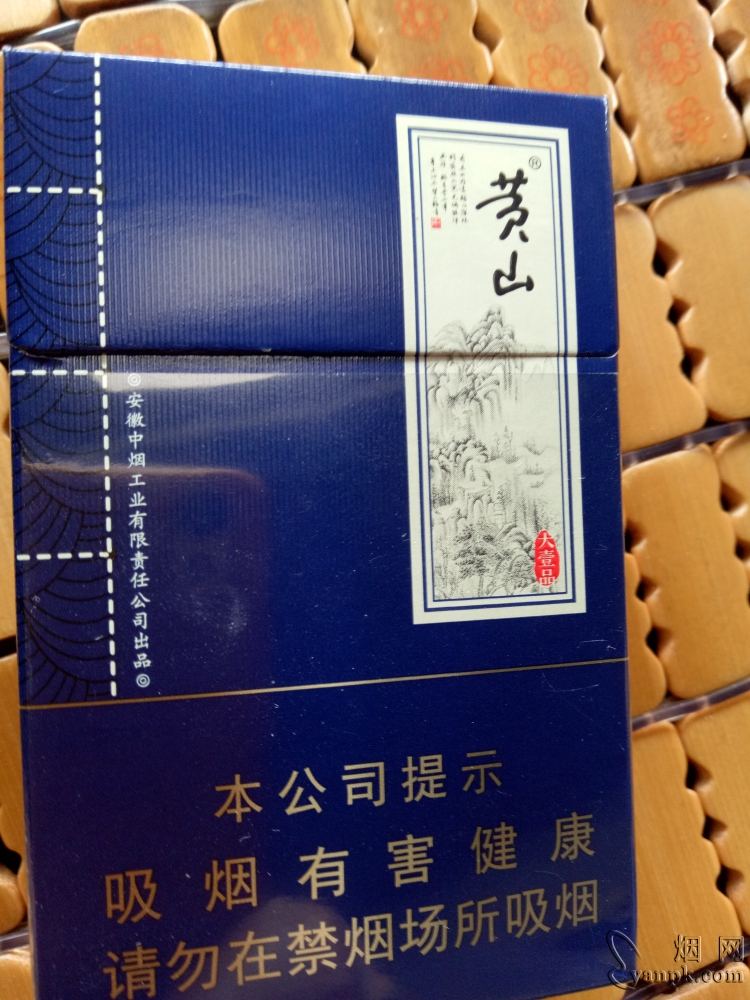 ®
黄山
大壹品
◎安徽中烟工业有限责任公司出品◎
本公司提示
吸烟有害健康
请勿在禁烟场所吸烟
烟网
yanpk.com